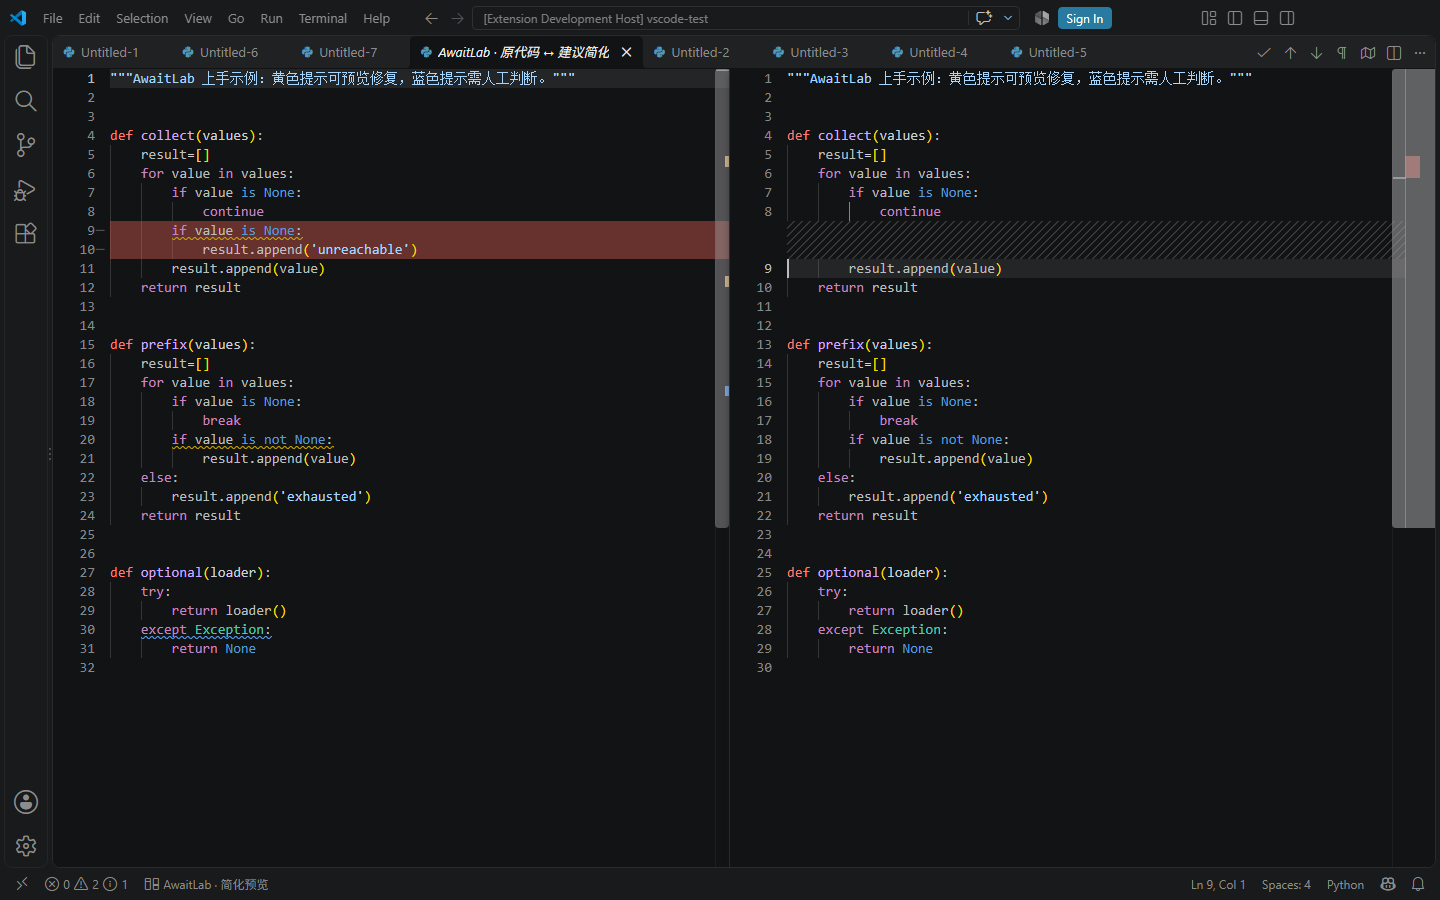 File Edit Selection View Go Run Terminal Help [Extension Development Host] vscode-test Sign In
Untitled-1 Untitled-6 Untitled-7 AwaitLab · 原代码 ↔ 建议简化 Untitled-2 Untitled-3 Untitled-4 Untitled-5
1 """AwaitLab 上手示例：黄色提示可预览修复，蓝色提示需人工判断。"""
2
3
4 def collect(values):
5 result=[]
6 for value in values:
7 if value is None:
8 continue
9 if value is None:
10 result.append('unreachable')
11 result.append(value)
12 return result
13
14
15 def prefix(values):
16 result=[]
17 for value in values:
18 if value is None:
19 break
20 if value is not None:
21 result.append(value)
22 else:
23 result.append('exhausted')
24 return result
25
26
27 def optional(loader):
28 try:
29 return loader()
30 except Exception:
31 return None
32
1 """AwaitLab 上手示例：黄色提示可预览修复，蓝色提示需人工判断。"""
2
3
4 def collect(values):
5 result=[]
6 for value in values:
7 if value is None:
8 continue
9 result.append(value)
10 return result
11
12
13 def prefix(values):
14 result=[]
15 for value in values:
16 if value is None:
17 break
18 if value is not None:
19 result.append(value)
20 else:
21 result.append('exhausted')
22 return result
23
24
25 def optional(loader):
26 try:
27 return loader()
28 except Exception:
29 return None
30
0 2 1 AwaitLab · 简化预览 Ln 9, Col 1 Spaces: 4 Python